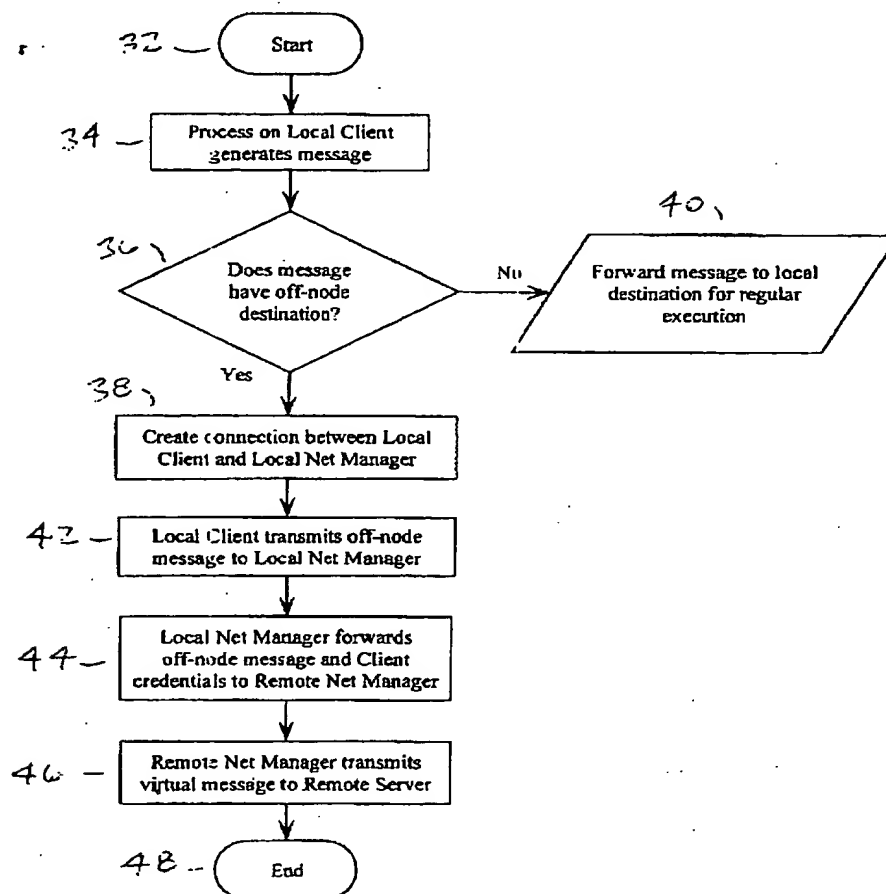 32
Start
34
Process on Local Client
generates message
36
Does message
have off-node
destination?
No
40
Forward message to local
destination for regular
execution
Yes
38
Create connection between Local
Client and Local Net Manager
42
Local Client transmits off-node
message to Local Net Manager
44
Local Net Manager forwards
off-node message and Client
credentials to Remote Net Manager
46
Remote Net Manager transmits
virtual message to Remote Server
48
End